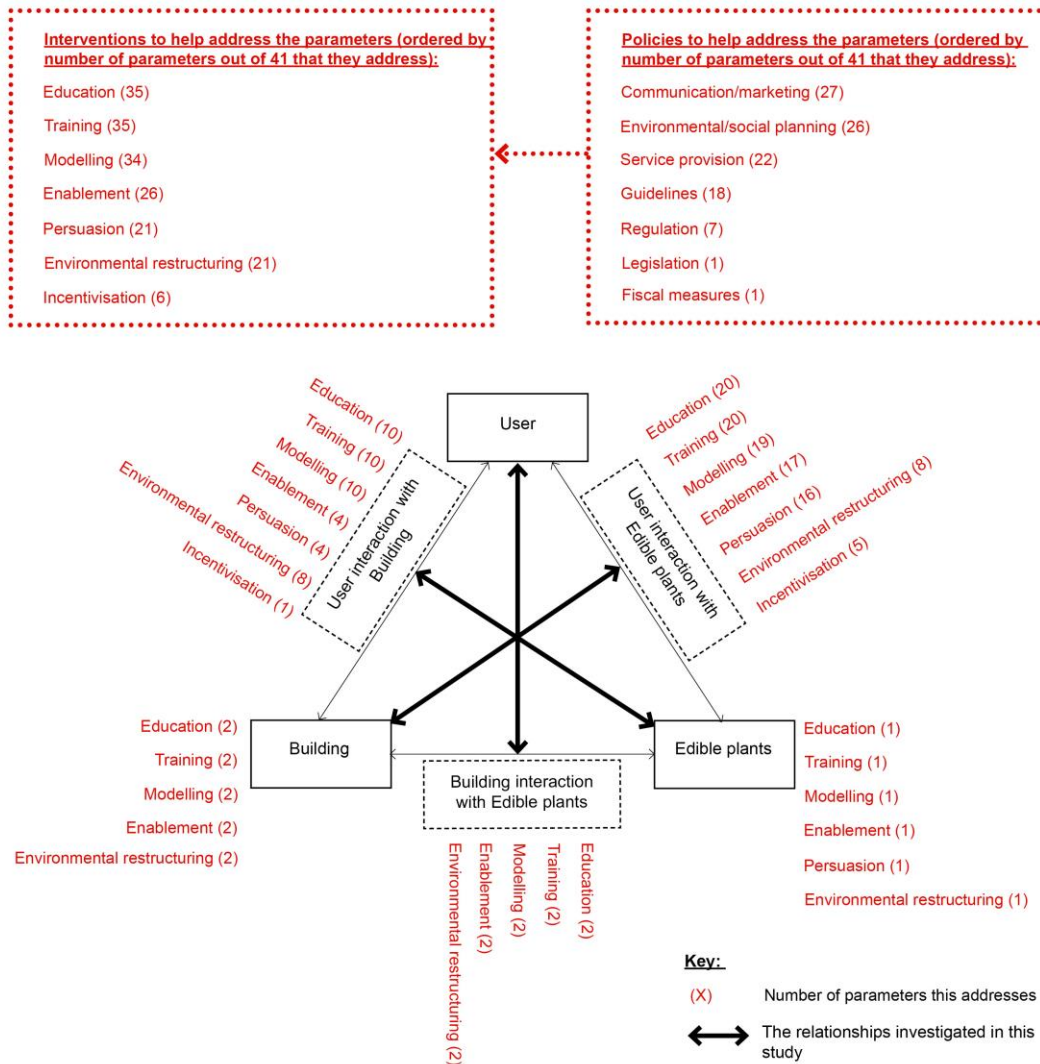 Interventions to help address the parameters (ordered by
number of parameters out of 41 that they address):
Education (35)
Training (35)
Modelling (34)
Enablement (26)
Persuasion (21)
Environmental restructuring (21)
Incentivisation (6)
Policies to help address the parameters (ordered by
number of parameters out of 41 that they address):
Communication/marketing (27)
Environmental/social planning (26)
Service provision (22)
Guidelines (18)
Regulation (7)
Legislation (1)
Fiscal measures (1)
User
Education (10)
Training (10)
Modelling (10)
Enablement (4)
Persuasion (4)
Environmental restructuring (8)
Incentivisation (1)
User interaction with
Building
Education (20)
Training (20)
Modelling (19)
Enablement (17)
Persuasion (16)
Environmental restructuring (8)
Incentivisation (5)
User interaction with
Edible plants
Education (2)
Training (2)
Modelling (2)
Enablement (2)
Environmental restructuring (2)
Building
Building interaction
with Edible plants
Edible plants
Education (1)
Training (1)
Modelling (1)
Enablement (1)
Persuasion (1)
Environmental restructuring (1)
Education (2)
Training (2)
Modelling (2)
Enablement (2)
Environmental restructuring (2)
Key:
(X) Number of parameters this addresses
The relationships investigated in this
study